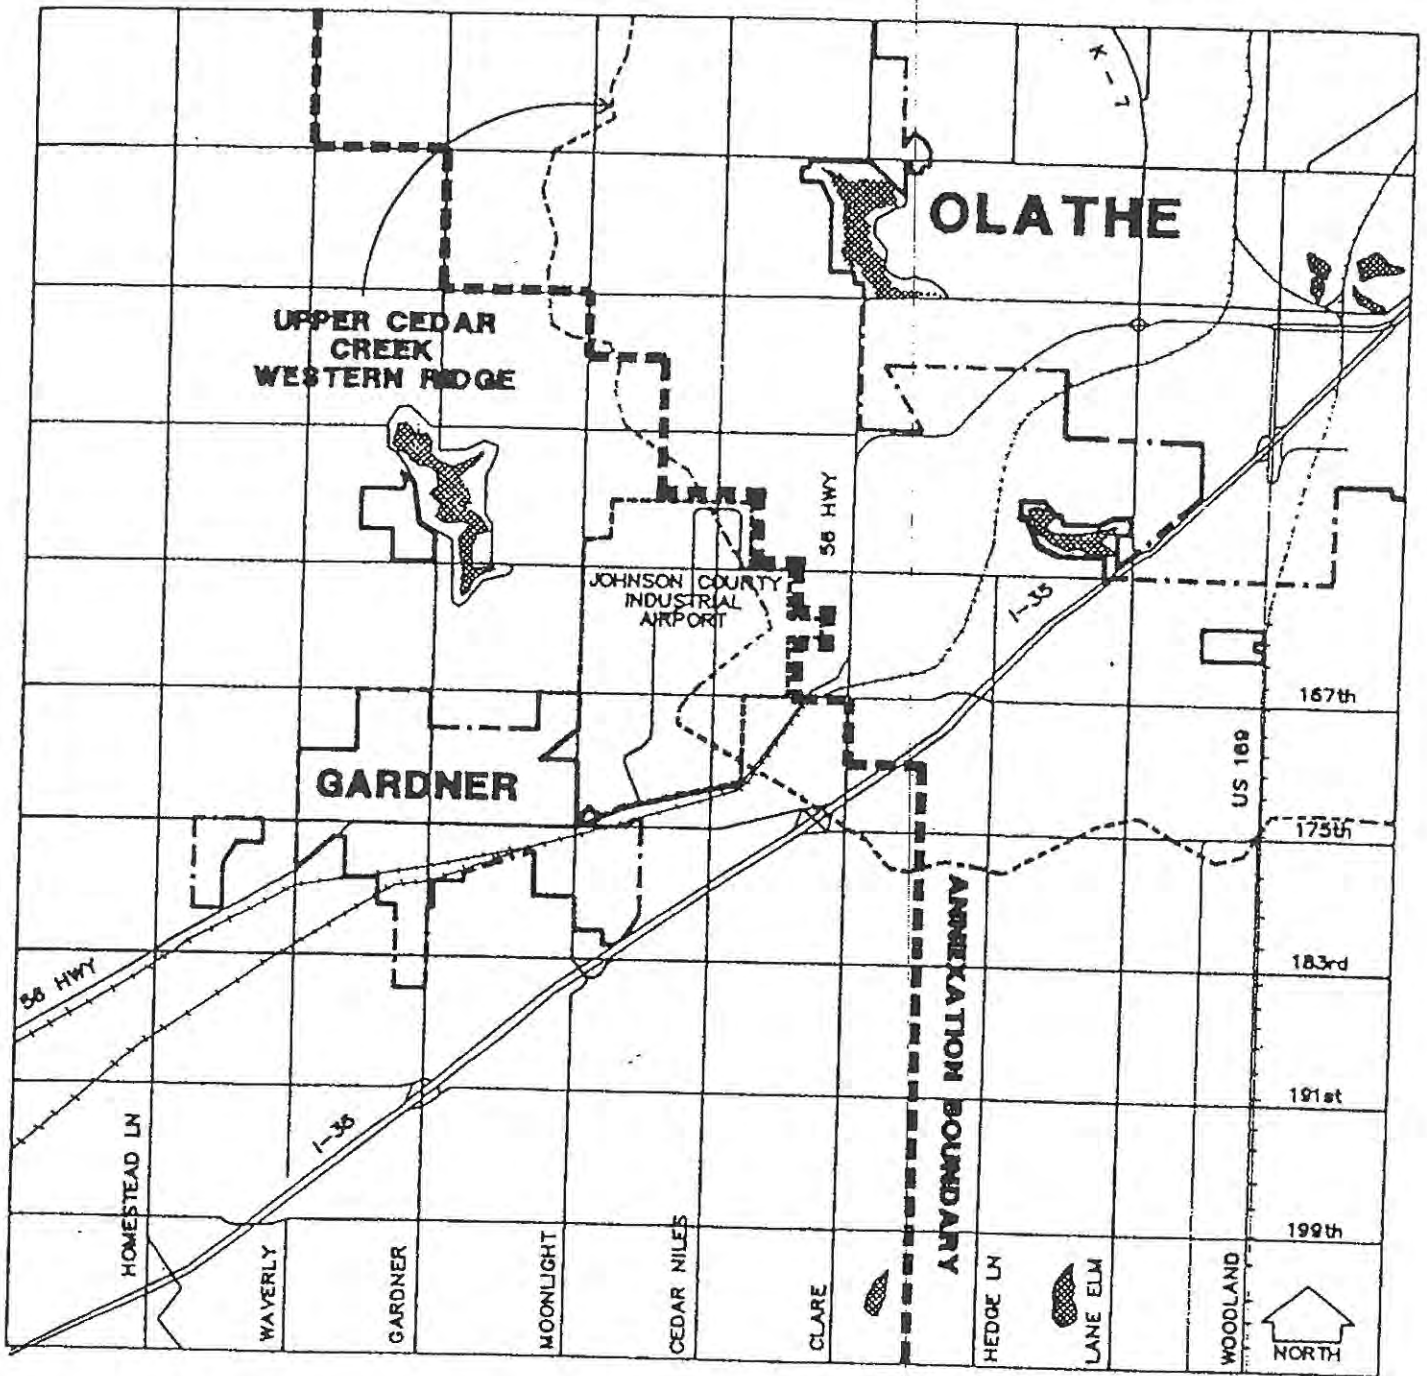 K-7
OLATHE
UPPER CEDAR
CREEK
WESTERN RIDGE
56 HWY
JOHNSON COUNTY
INDUSTRIAL
AIRPORT
I-35
167th
US 169
GARDNER
175th
56 HWY
183rd
ANNEXATION BOUNDARY
191st
I-35
199th
HOMESTEAD LN
WAVERLY
GARDNER
MOONLIGHT
CEDAR NILES
CLARE
HEDGE LN
LANE ELM
WOODLAND
NORTH